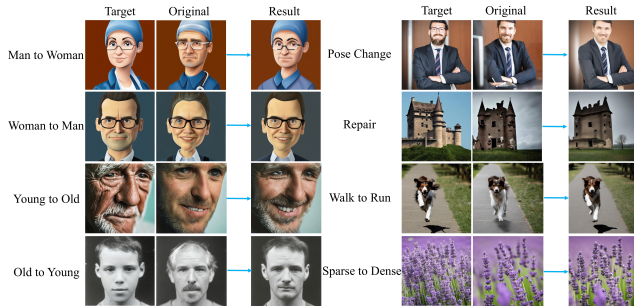 Target Original Result
Man to Woman
Woman to Man
Young to Old
Old to Young
Target Original Result
Pose Change
Repair
Walk to Run
Sparse to Dense